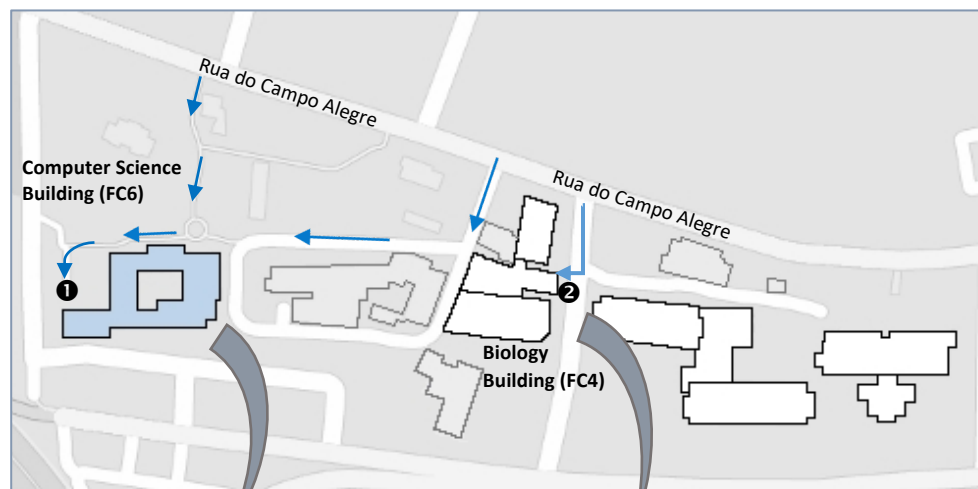 Rua do Campo Alegre
Computer Science
Building (FC6)
Rua do Campo Alegre
❶
❷
Biology
Building (FC4)